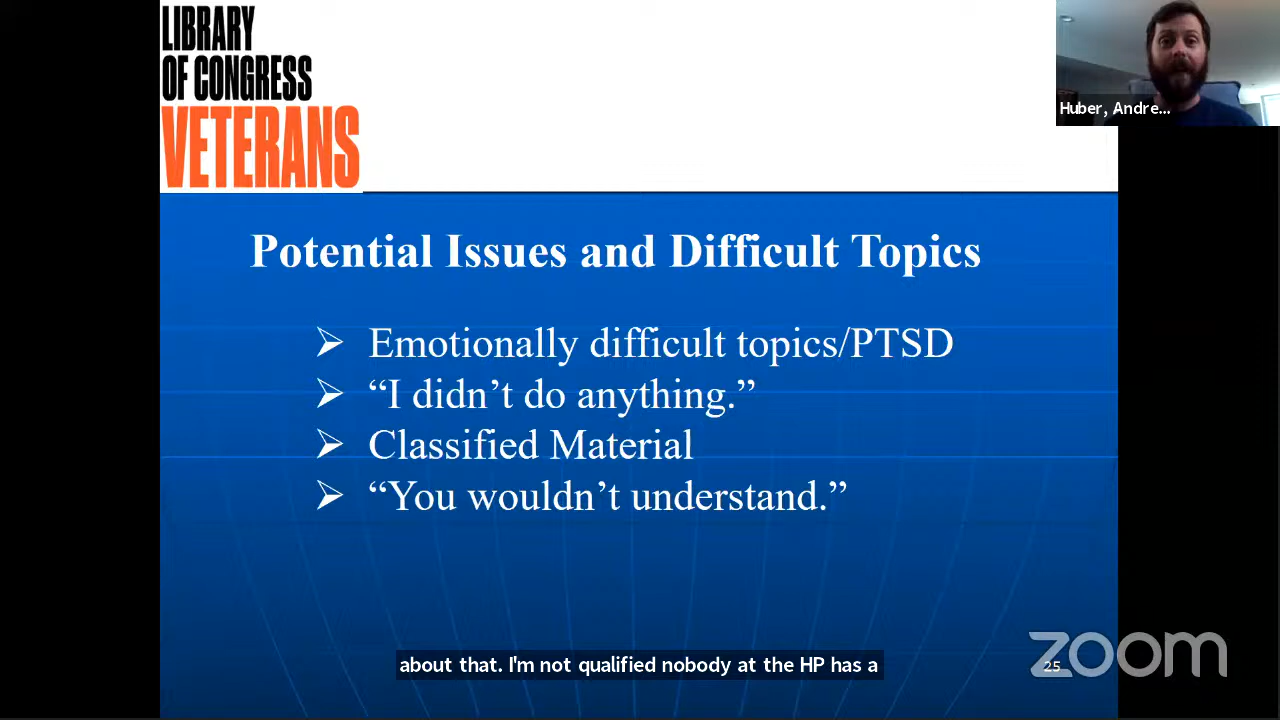 LIBRARY
OF CONGRESS
VETERANS
Huber, Andre...
Potential Issues and Difficult Topics
➢ Emotionally difficult topics/PTSD
➢ “I didn’t do anything.”
➢ Classified Material
➢ “You wouldn’t understand.”
about that. I'm not qualified nobody at the HP has a
zoom
25